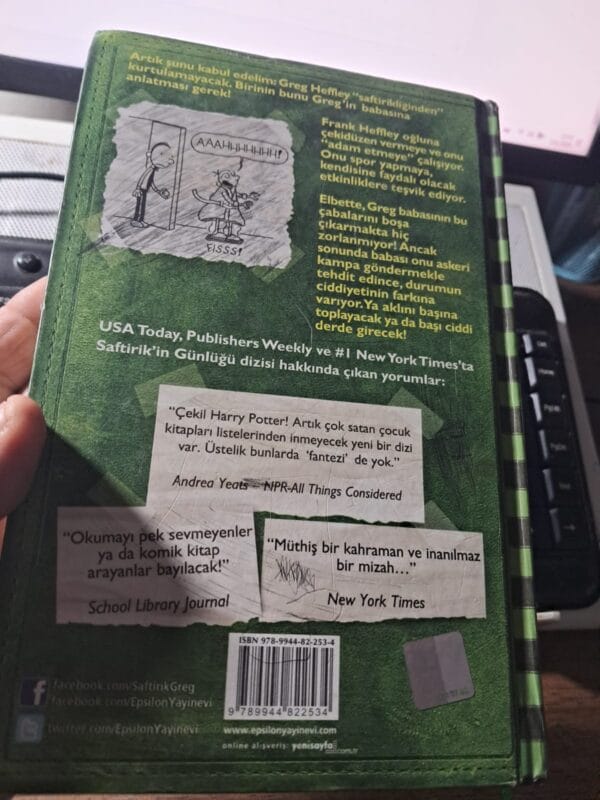 Artık şunu kabul edelim: Greg Heffley "saftirikliğinden"
kurtulamayacak. Birinin bunu Greg'in babasına
anlatması gerek!
AAAHHHHHHH!
FISSS!
Frank Heffley oğluna
çekidüzen vermeye ve onu
"adam etmeye" çalışıyor.
Onu spor yapmaya,
kendisine faydalı olacak
etkinliklere teşvik ediyor.
Elbette, Greg babasının bu
çabalarını boşa
çıkarmakta hiç
zorlanmıyor! Ancak
sonunda babası onu askeri
kampa göndermekle
tehdit edince, durumun
ciddiyetinin farkına
varıyor. Ya aklını başına
toplayacak ya da başı ciddi
derde girecek!
USA Today, Publishers Weekly ve #1 New York Times'ta
Saftirik'in Günlüğü dizisi hakkında çıkan yorumlar:
"Çekil Harry Potter! Artık çok satan çocuk
kitapları listelerinden inmeyecek yeni bir dizi
var. Üstelik bunlarda 'fantezi' de yok."
Andrea Yeats – NPR-All Things Considered
"Okumayı pek sevmeyenler
ya da komik kitap
arayanlar bayılacak!"
School Library Journal
"Müthiş bir kahraman ve inanılmaz
bir mizah..."
New York Times
ISBN 978-9944-82-253-4
9 789944 822534
facebook.com/SaftirikGreg
facebook.com/EpsilonYayinevi
twitter.com/EpsilonYayinevi
www.epsilonyayinevi.com
online alışveriş: yenisayfa.com.tr
Home